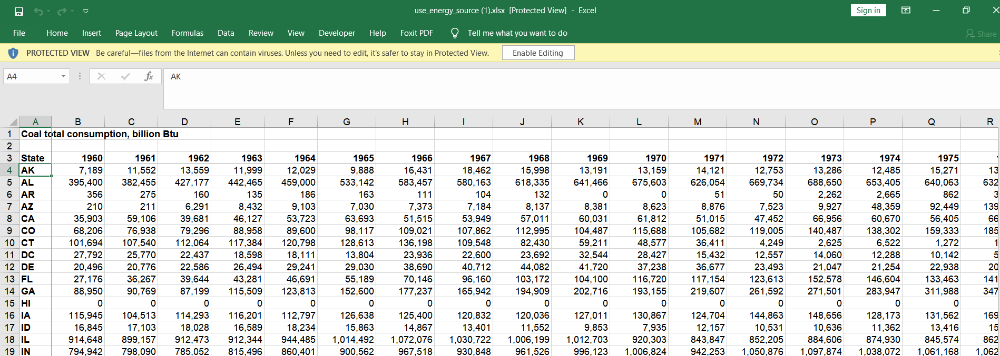 use_energy_source (1).xlsx [Protected View] - Excel
Sign in
File Home Insert Page Layout Formulas Data Review View Developer Help Foxit PDF Tell me what you want to do Share
PROTECTED VIEW Be careful—files from the Internet can contain viruses. Unless you need to edit, it's safer to stay in Protected View. Enable Editing
A4 fx AK
A B C D E F G H I J K L M N O P Q R
1 Coal total consumption, billion Btu
2
3 State 1960 1961 1962 1963 1964 1965 1966 1967 1968 1969 1970 1971 1972 1973 1974 1975
4 AK 7,189 11,552 13,559 11,999 12,029 9,888 16,431 18,462 15,998 13,191 13,159 14,121 12,753 13,286 12,485 15,271 13
5 AL 395,400 382,455 427,177 442,465 459,000 533,142 583,457 580,163 618,335 641,466 675,603 626,054 669,734 688,650 653,405 640,063 632
6 AR 356 275 160 135 186 163 111 104 132 0 0 51 50 2,262 2,665 862 3
7 AZ 210 211 6,291 8,432 9,103 7,030 7,373 7,184 8,137 8,381 8,623 8,876 7,523 9,927 48,359 92,449 139
8 CA 35,903 59,106 39,681 46,127 53,723 63,693 51,515 53,949 57,011 60,031 61,812 51,015 47,452 66,956 60,670 56,405 66
9 CO 68,206 76,938 79,296 88,958 89,600 98,117 109,021 107,862 112,995 104,487 115,688 105,682 119,005 140,487 138,302 159,333 185
10 CT 101,694 107,540 112,064 117,384 120,798 128,613 136,198 109,548 82,430 59,211 48,577 36,411 4,249 2,625 6,522 1,272 1
11 DC 27,792 25,770 22,437 18,598 18,111 13,804 23,936 22,600 23,692 32,544 28,427 15,432 12,557 14,060 12,288 10,142 5
12 DE 20,496 20,776 22,586 26,494 29,241 29,030 38,690 40,712 44,082 41,720 37,238 36,677 23,493 21,047 21,254 22,938 20
13 FL 27,176 36,267 39,644 43,281 46,691 55,189 70,146 96,160 103,172 104,100 116,720 117,154 123,613 152,578 146,604 133,463 141
14 GA 88,950 90,769 87,199 115,509 123,813 152,600 177,237 165,942 194,909 202,716 193,155 219,607 261,592 271,501 283,947 311,988 347
15 HI 0 0 0 0 0 0 0 0 0 0 0 0 0 0 0 0
16 IA 115,945 104,513 114,293 116,201 112,797 126,638 125,400 120,832 120,036 127,011 130,867 124,704 144,863 148,656 128,173 131,562 169
17 ID 16,845 17,103 18,028 16,589 18,234 15,863 14,867 13,401 11,552 9,853 7,935 12,157 10,531 10,636 11,362 13,416 15
18 IL 914,648 899,157 912,473 912,344 944,485 1,014,492 1,072,076 1,030,722 1,006,199 1,012,703 920,303 843,847 852,205 884,606 874,930 845,574 862
19 IN 794,942 798,090 785,052 815,496 860,401 900,562 967,518 930,848 961,526 996,123 1,006,824 942,253 1,050,876 1,097,874 1,038,072 1,061,168 1,062